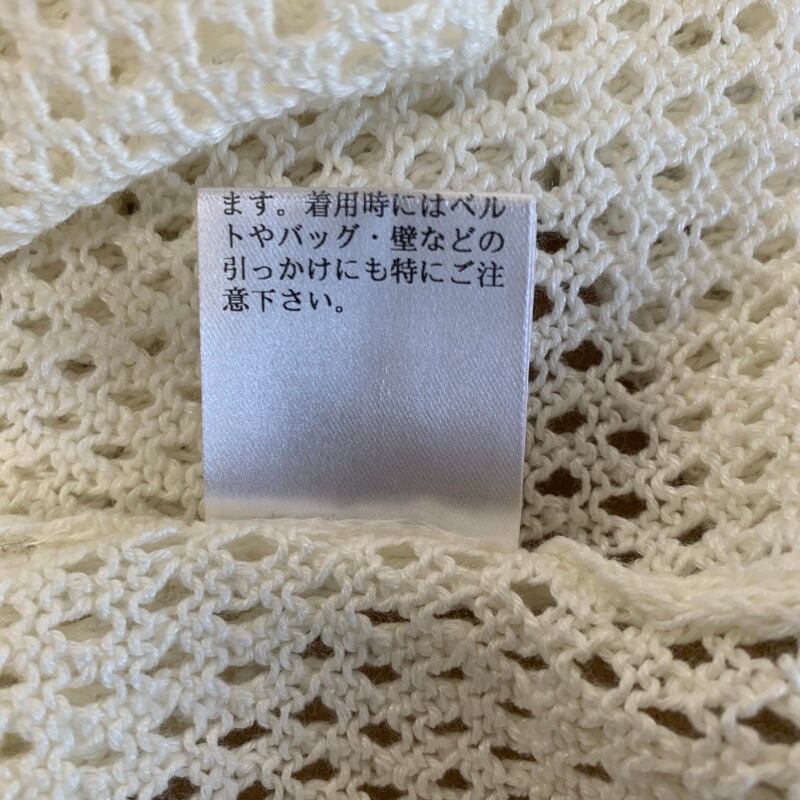 ます。着用時にはベル
トやバッグ・壁などの
引っかけにも特にご注
意下さい。